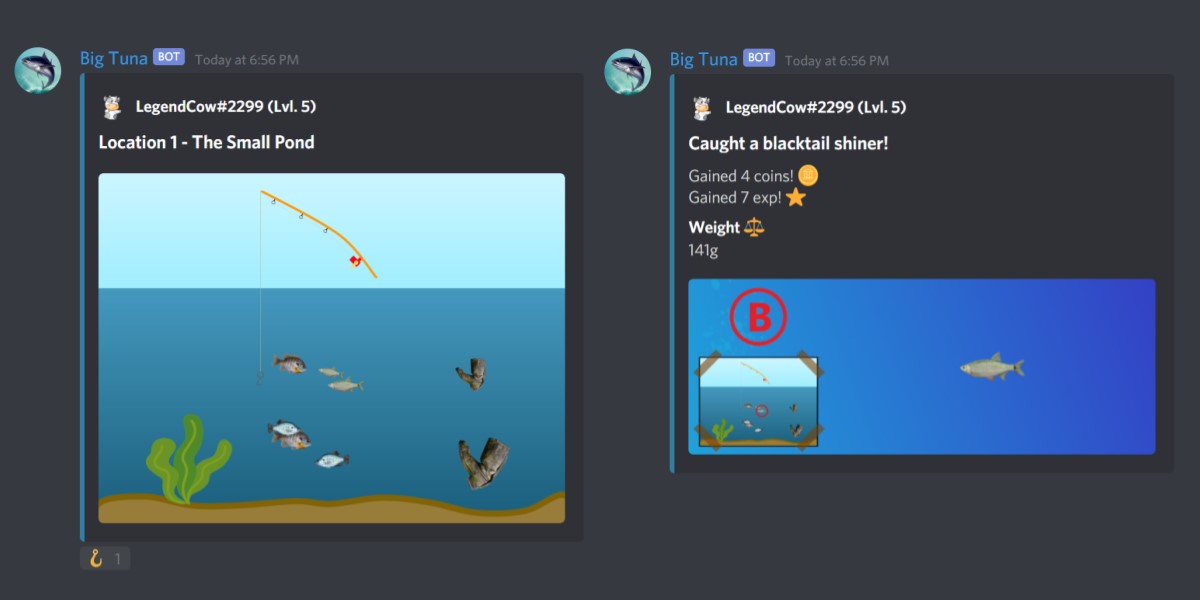 Big Tuna BOT Today at 6:56 PM
LegendCow#2299 (Lvl. 5)
Location 1 - The Small Pond
1
Big Tuna BOT Today at 6:56 PM
LegendCow#2299 (Lvl. 5)
Caught a blacktail shiner!
Gained 4 coins!
Gained 7 exp!
Weight
141g
B